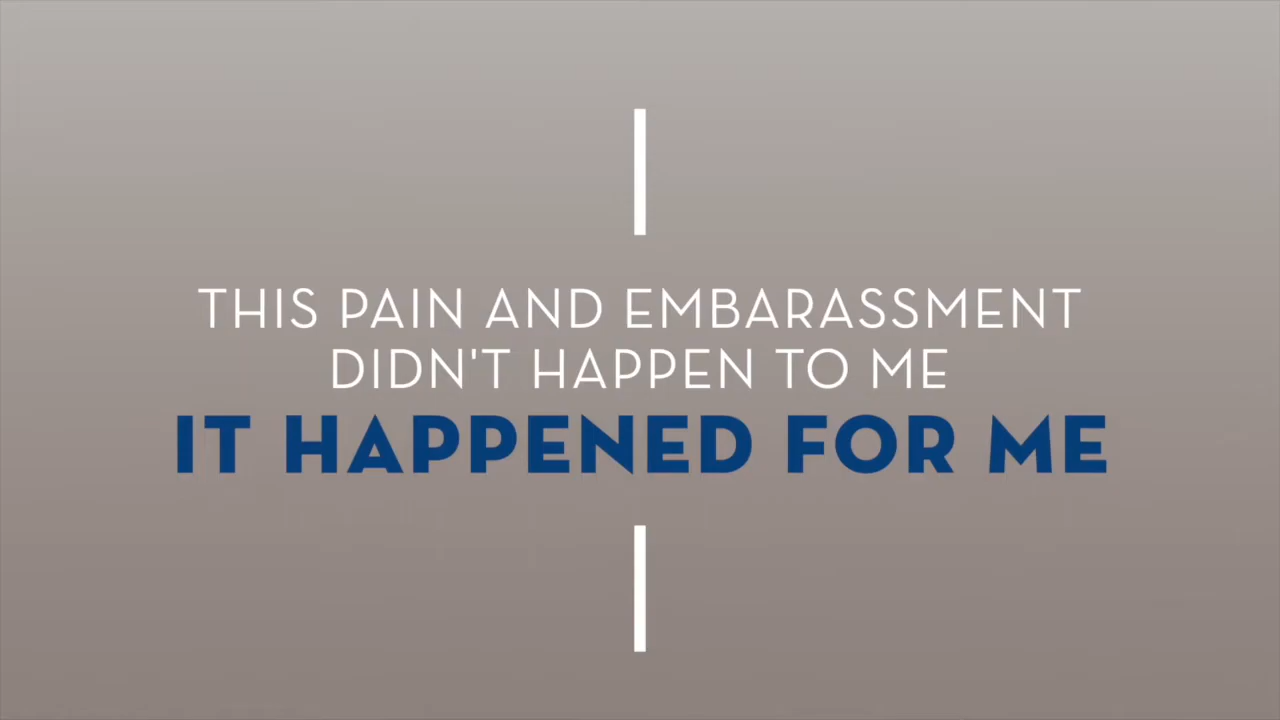 THIS PAIN AND EMBARASSMENT
DIDN'T HAPPEN TO ME
IT HAPPENED FOR ME